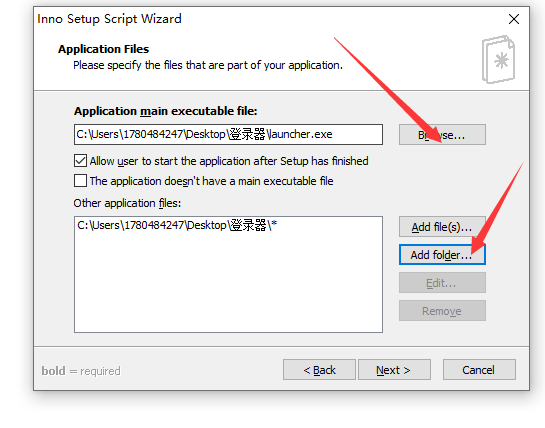 Inno Setup Script Wizard
Application Files
Please specify the files that are part of your application.
Application main executable file:
C:\Users\1780484247\Desktop\登录器\launcher.exe
Browse...
Allow user to start the application after Setup has finished
The application doesn't have a main executable file
Other application files:
C:\Users\1780484247\Desktop\登录器\*
Add file(s)...
Add folder...
Edit...
Remove
bold = required
< Back
Next >
Cancel